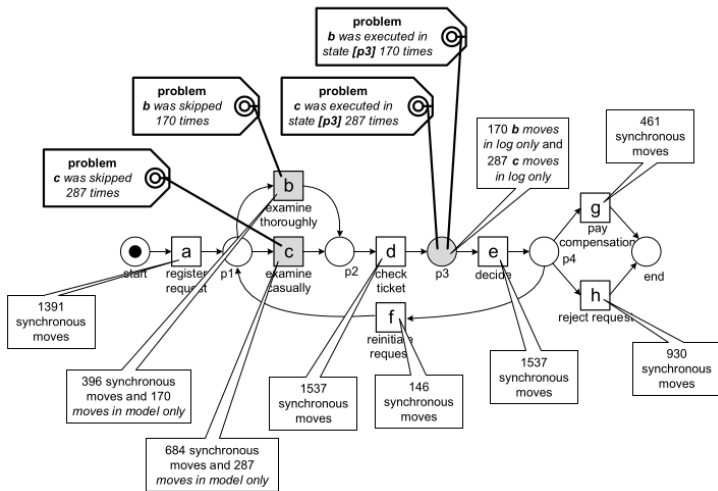 problem
b was executed in
state [p3] 170 times
problem
b was skipped
170 times
problem
c was executed in
state [p3] 287 times
problem
c was skipped
287 times
170 b moves
in log only and
287 c moves
in log only
461
synchronous
moves
b
examine
thoroughly
g
pay
compensation
start
a
register
request
p1
c
examine
casually
p2
d
check
ticket
p3
e
decide
p4
end
h
reject request
f
reinitiate
request
1391
synchronous
moves
396 synchronous
moves and 170
moves in model only
684 synchronous
moves and 287
moves in model only
1537
synchronous
moves
146
synchronous
moves
1537
synchronous
moves
930
synchronous
moves